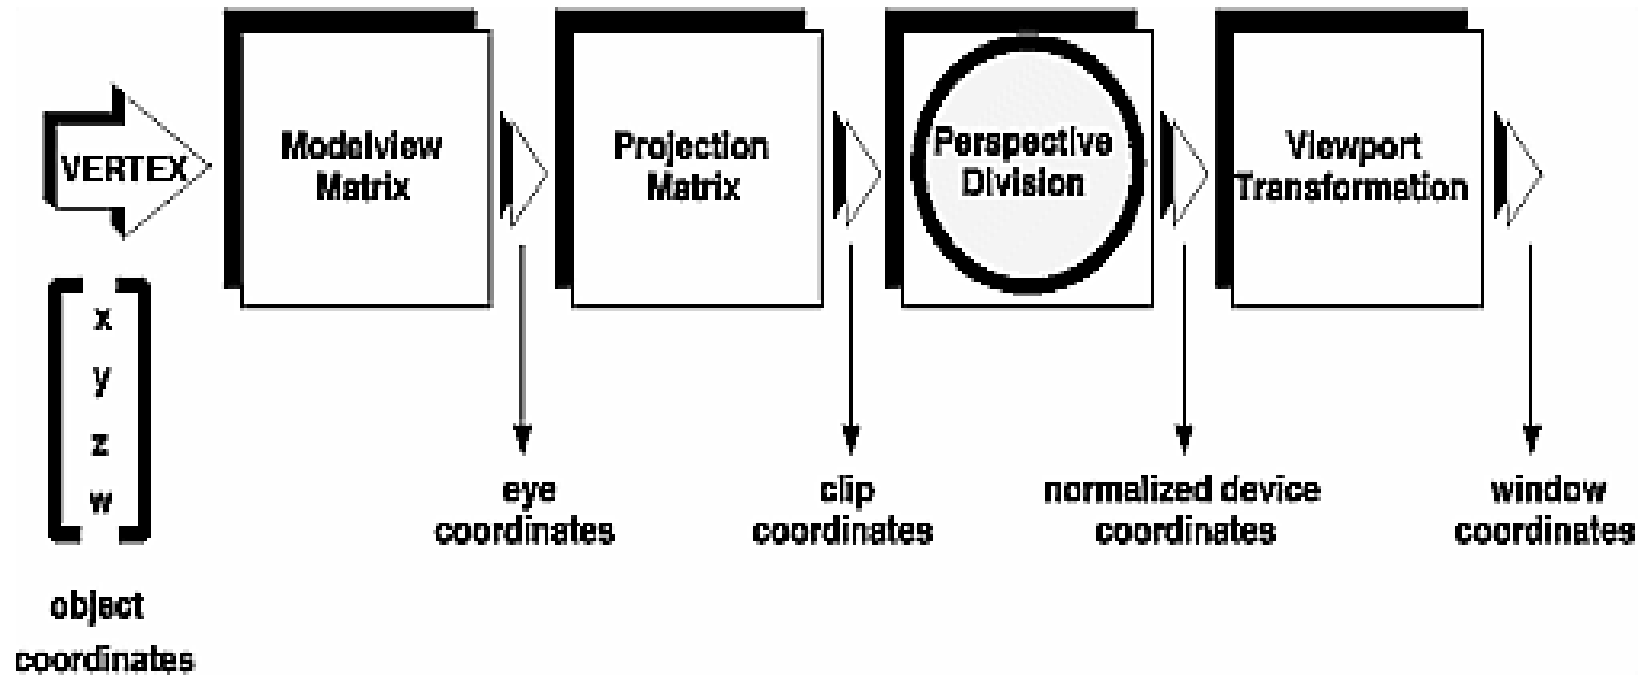 VERTEX
Modelview
Matrix
Projection
Matrix
Perspective
Division
Viewport
Transformation
x
y
z
w
object
coordinates
eye
coordinates
clip
coordinates
normalized device
coordinates
window
coordinates